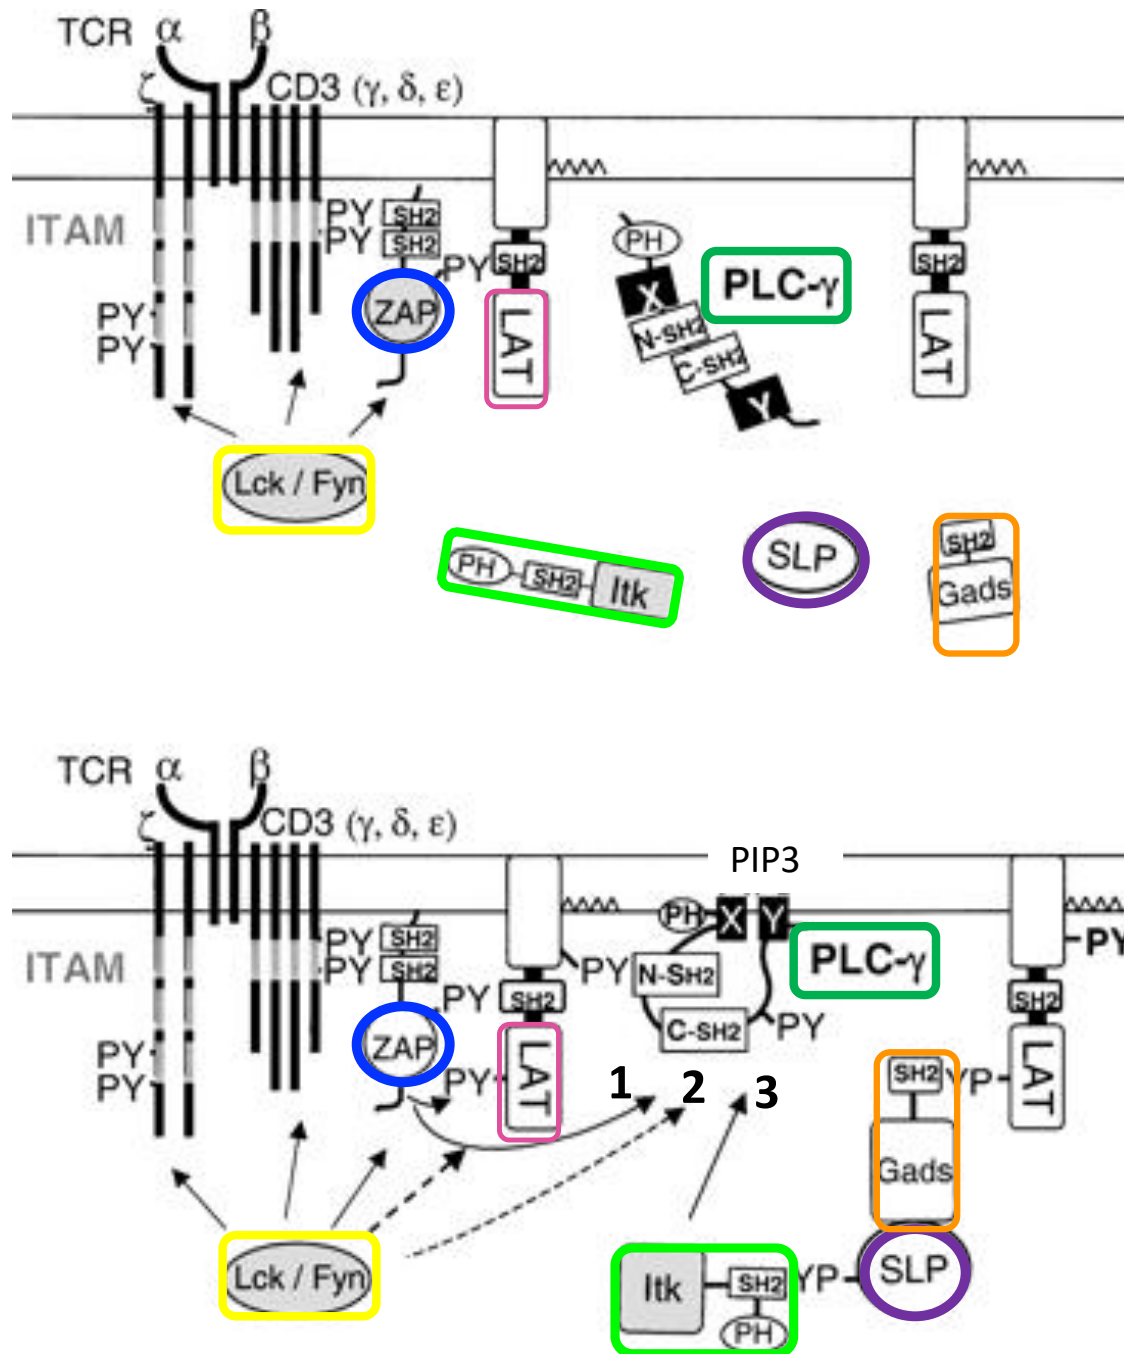 TCR α β
ζ CD3 (γ, δ, ε)
ITAM
PY SH2
PY SH2
PY SH2
ZAP
PY
PY
LAT
PH
X
PLC-γ
N-SH2
C-SH2
Y
SH2
LAT
Lck / Fyn
PH SH2 Itk
SLP
SH2
Gads
TCR α β
ζ CD3 (γ, δ, ε)
PIP3
ITAM
PY SH2
PY SH2
PH X Y
PLC-γ
PY
PY
N-SH2
C-SH2
PY
PY SH2
ZAP
PY
PY
PY
LAT
1 2 3
SH2
SH2 YP
LAT
Gads
Lck / Fyn
Itk SH2 YP SLP
PH